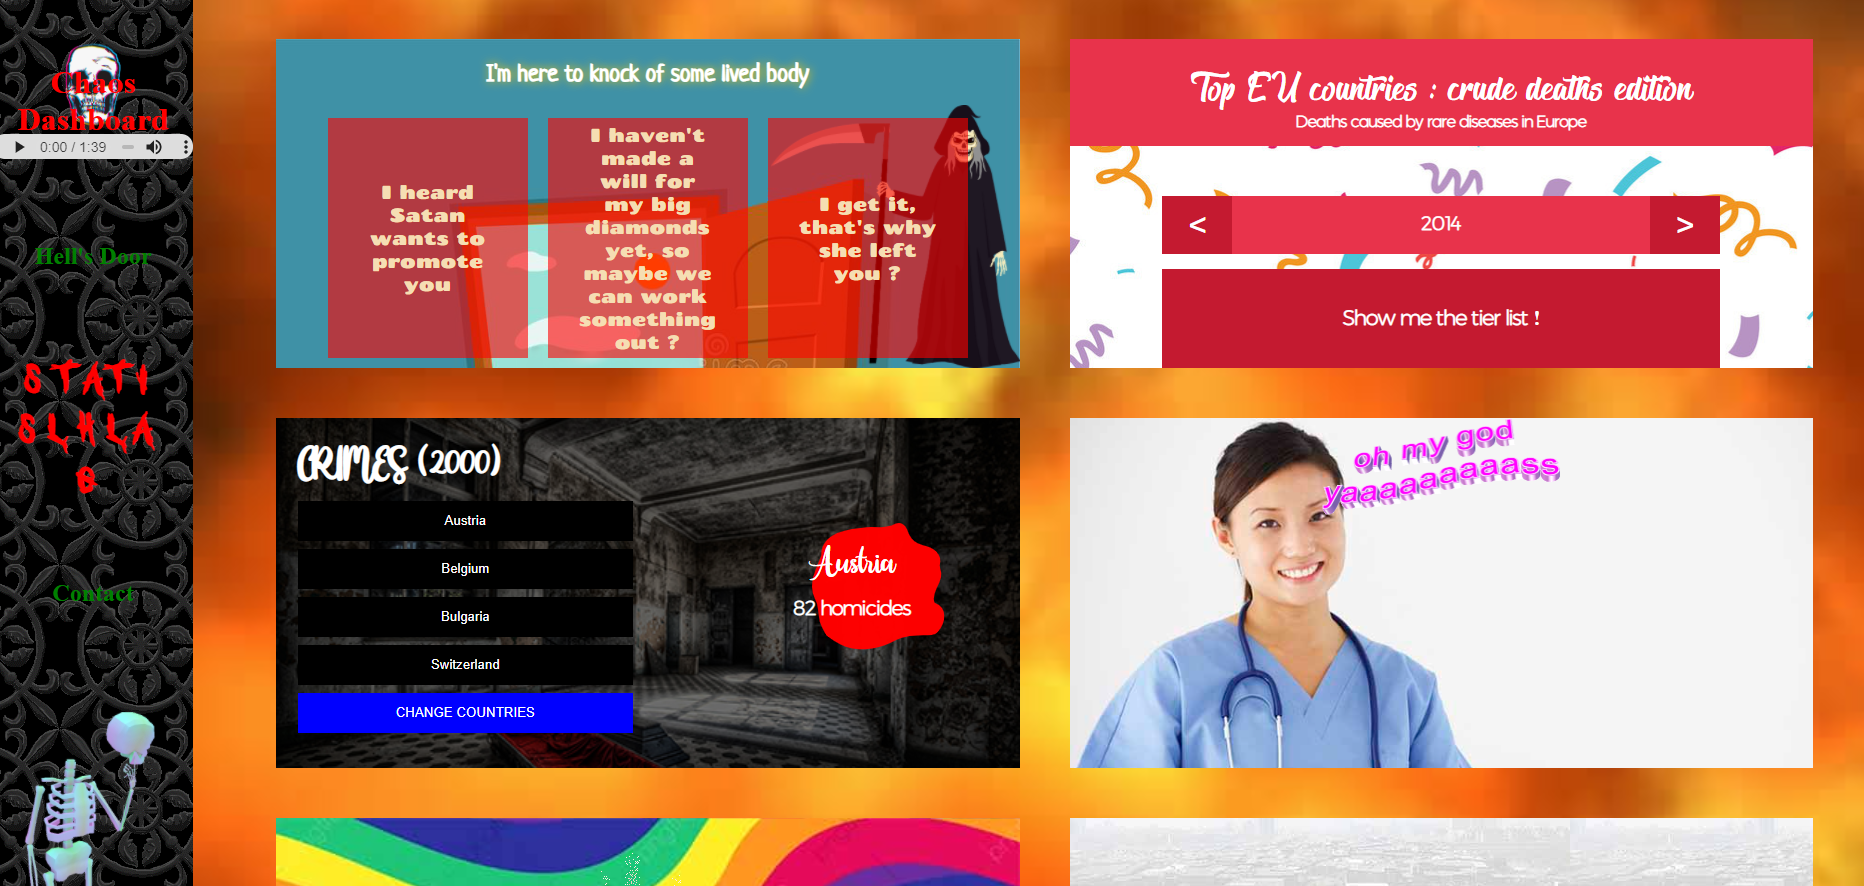 Chaos
Dashboard
0:00 / 1:39
Hell's Door
STATI
SLHLA
B
Contact
I'm here to knock of some lived body
I heard
Satan
wants to
promote
you
I haven't
made a
will for
my big
diamonds
yet, so
maybe we
can work
something
out ?
I get it,
that's why
she left
you ?
Top EU countries : crude deaths edition
Deaths caused by rare diseases in Europe
<
2014
>
Show me the tier list !
CRIMES (2000)
Austria
Belgium
Bulgaria
Switzerland
CHANGE COUNTRIES
Austria
82 homicides
oh my god
yaaaaaaaaaass